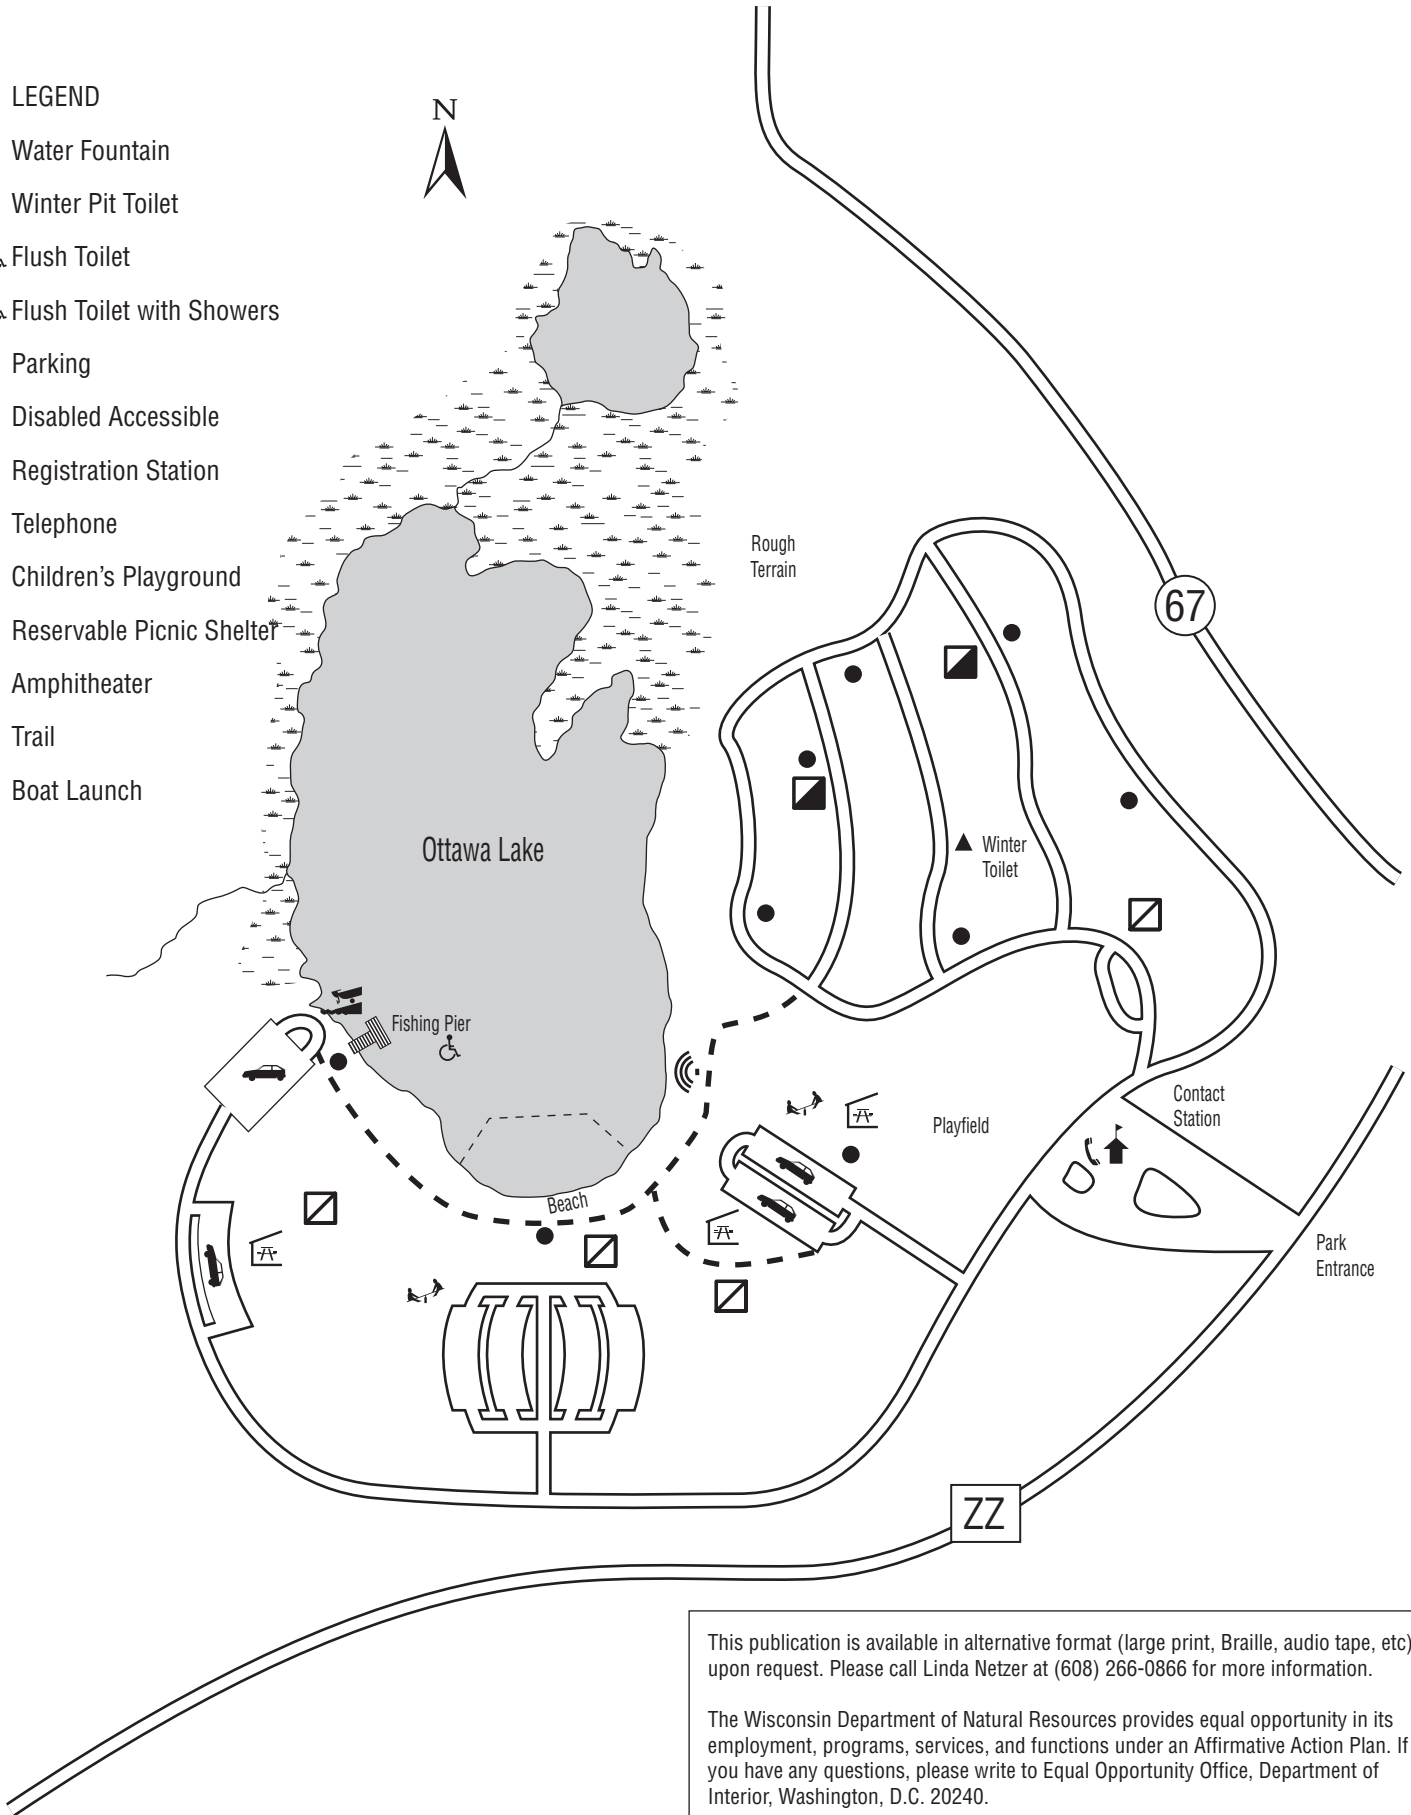 LEGEND
Water Fountain
Winter Pit Toilet
Flush Toilet
Flush Toilet with Showers
Parking
Disabled Accessible
Registration Station
Telephone
Children's Playground
Reservable Picnic Shelter
Amphitheater
Trail
Boat Launch
N
Rough
Terrain
67
Ottawa Lake
Winter
Toilet
Fishing Pier
Contact
Station
Playfield
Beach
Park
Entrance
ZZ
This publication is available in alternative format (large print, Braille, audio tape, etc)
upon request. Please call Linda Netzer at (608) 266-0866 for more information.
The Wisconsin Department of Natural Resources provides equal opportunity in its
employment, programs, services, and functions under an Affirmative Action Plan. If
you have any questions, please write to Equal Opportunity Office, Department of
Interior, Washington, D.C. 20240.